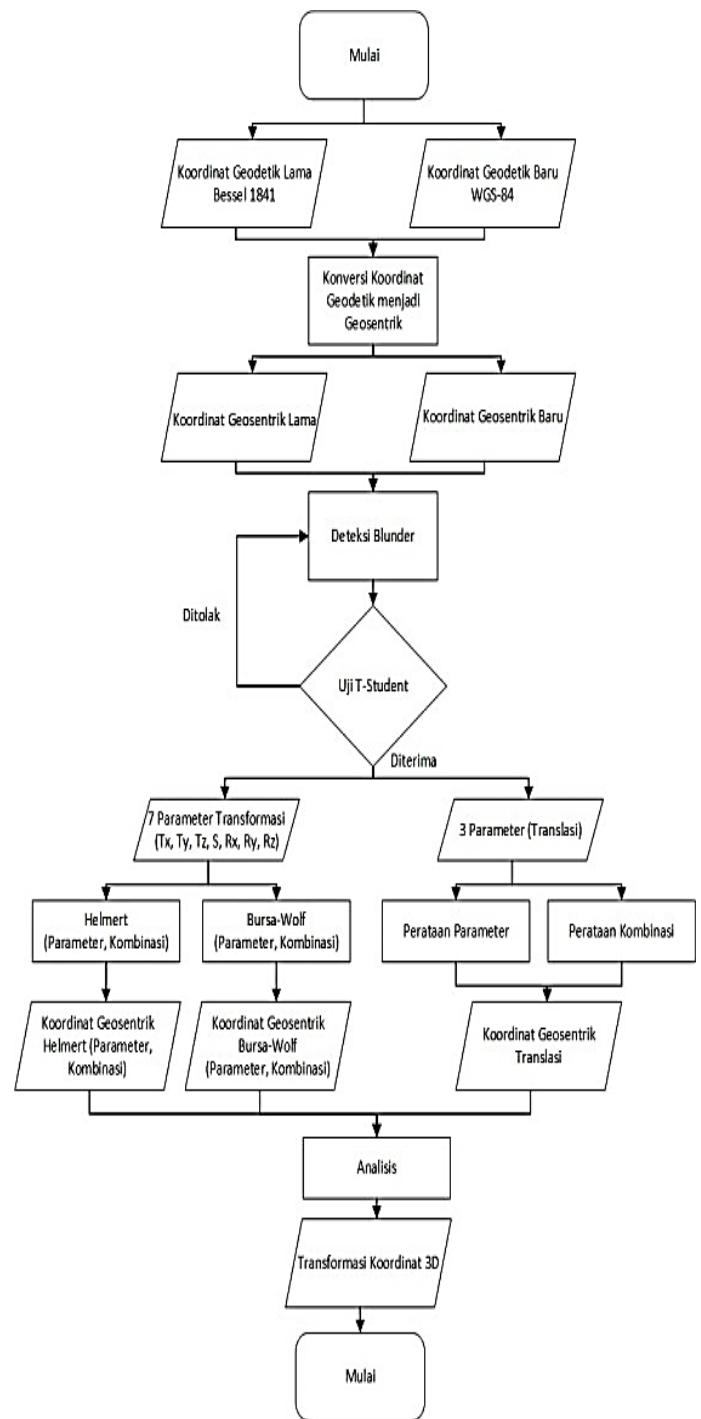 Mulai
Koordinat Geodetik Lama
Bessel 1841
Koordinat Geodetik Baru
WGS-84
Konversi Koordinat
Geodetik menjadi
Geosentrik
Koordinat Geosentrik Lama
Koordinat Geosentrik Baru
Deteksi Blunder
Ditolak
Uji T-Student
Diterima
7 Parameter Transformasi
(Tx, Ty, Tz, S, Rx, Ry, Rz)
3 Parameter (Translasi)
Helmert
(Parameter, Kombinasi)
Bursa-Wolf
(Parameter, Kombinasi)
Perataan Parameter
Perataan Kombinasi
Koordinat Geosentrik
Helmert (Parameter,
Kombinasi)
Koordinat Geosentrik
Bursa-Wolf
(Parameter, Kombinasi)
Koordinat Geosentrik
Translasi
Analisis
Transformasi Koordinat 3D
Mulai